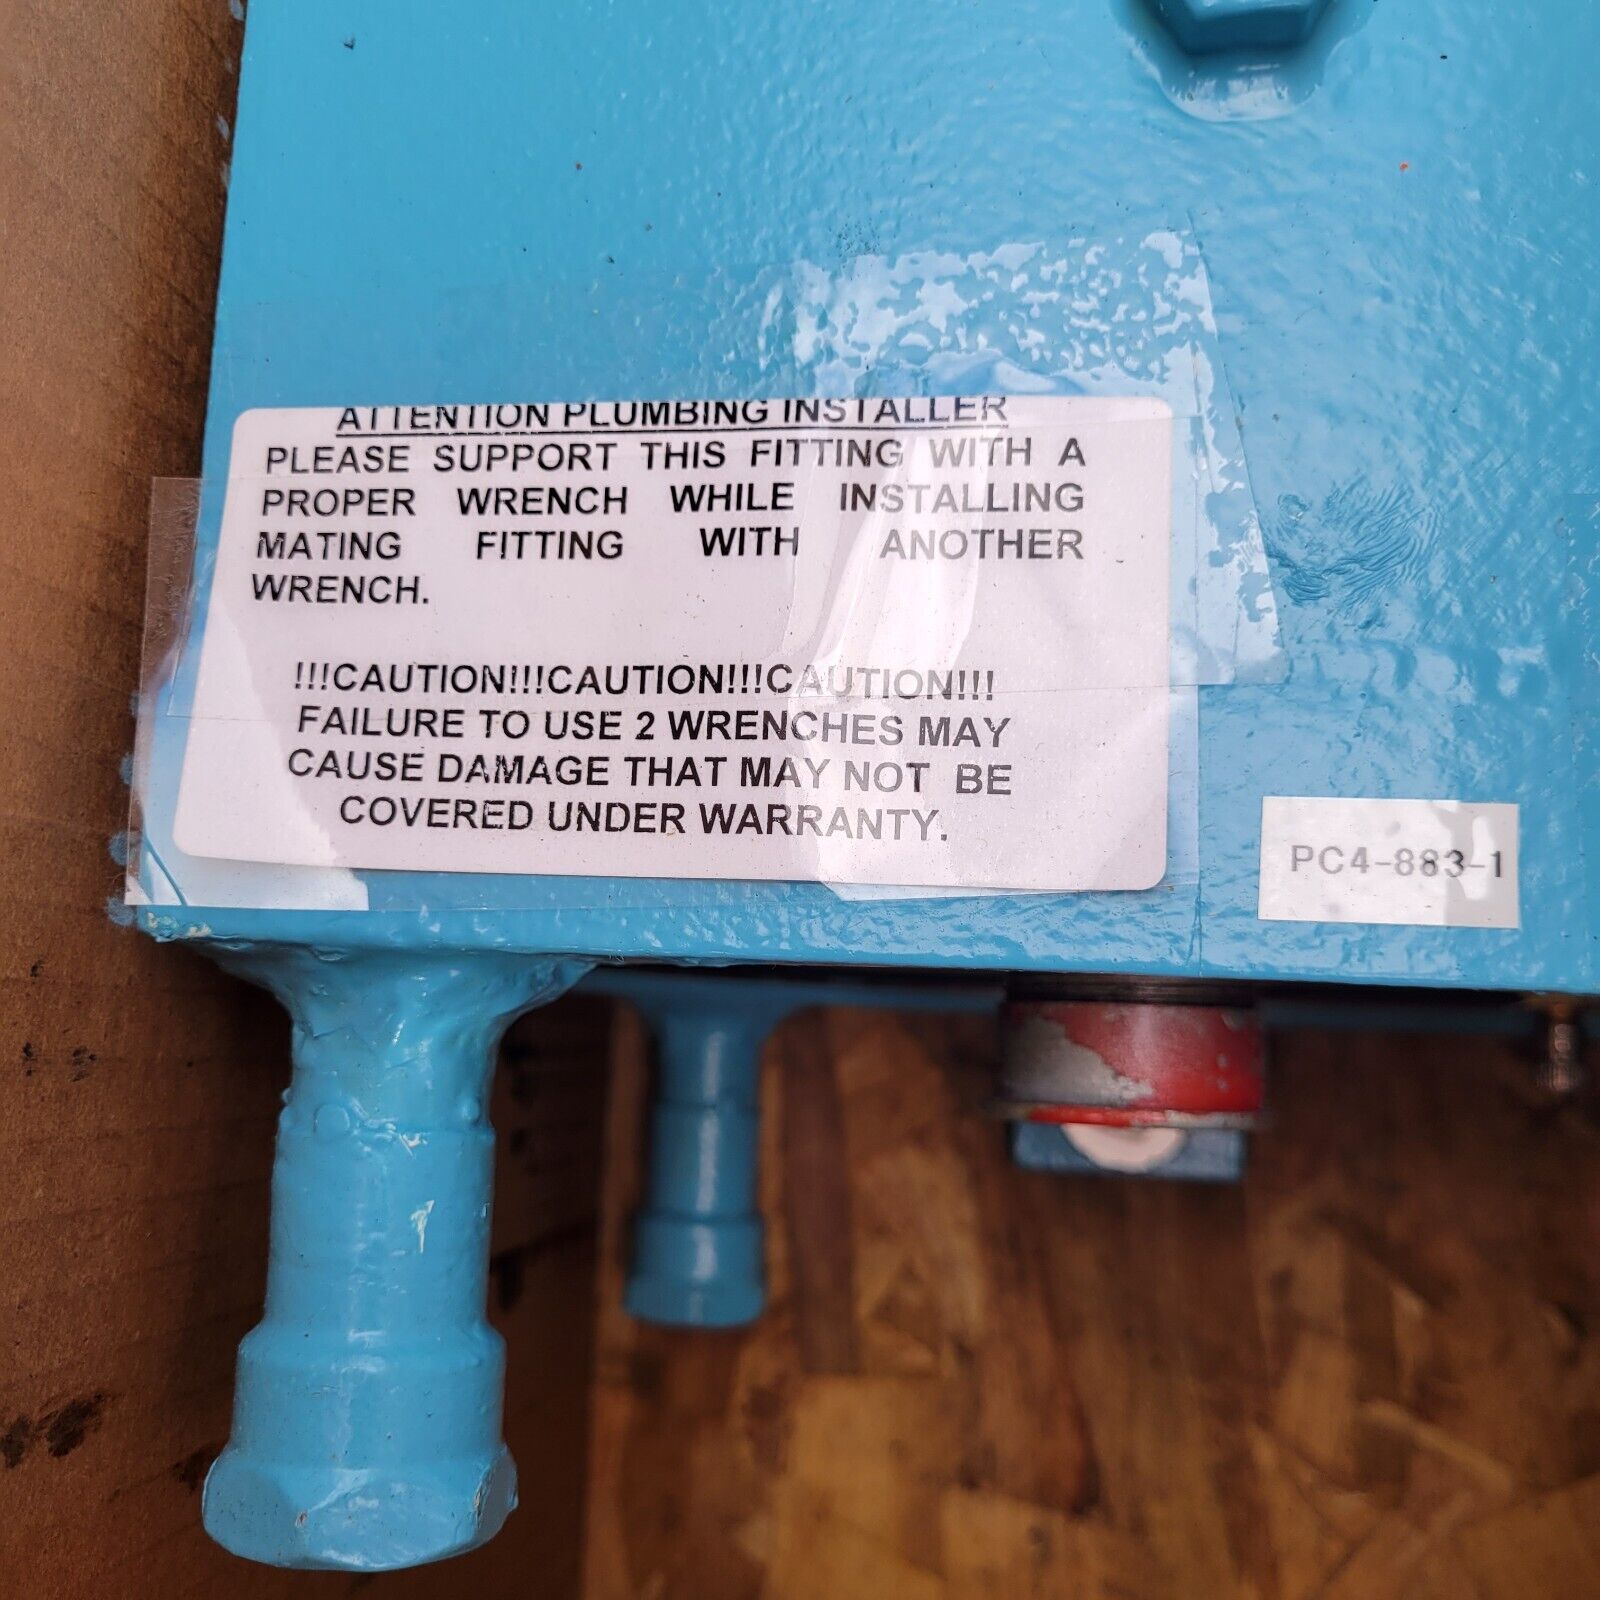 ATTENTION PLUMBING INSTALLER
PLEASE SUPPORT THIS FITTING WITH A
PROPER WRENCH WHILE INSTALLING
MATING FITTING WITH ANOTHER
WRENCH.
!!!CAUTION!!!CAUTION!!!CAUTION!!!
FAILURE TO USE 2 WRENCHES MAY
CAUSE DAMAGE THAT MAY NOT BE
COVERED UNDER WARRANTY.
PC4-883-1